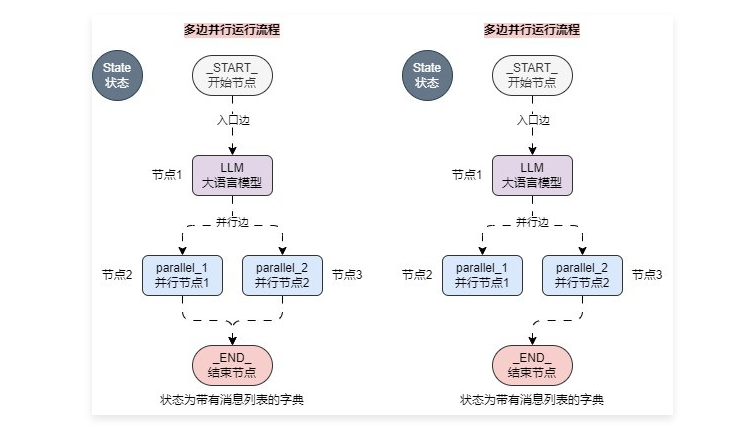 多边并行运行流程
State
状态
_START_
开始节点
入口边
节点1
LLM
大语言模型
并行边
节点2
parallel_1
并行节点1
parallel_2
并行节点2
节点3
_END_
结束节点
状态为带有消息列表的字典
多边并行运行流程
State
状态
_START_
开始节点
入口边
节点1
LLM
大语言模型
并行边
节点2
parallel_1
并行节点1
parallel_2
并行节点2
节点3
_END_
结束节点
状态为带有消息列表的字典